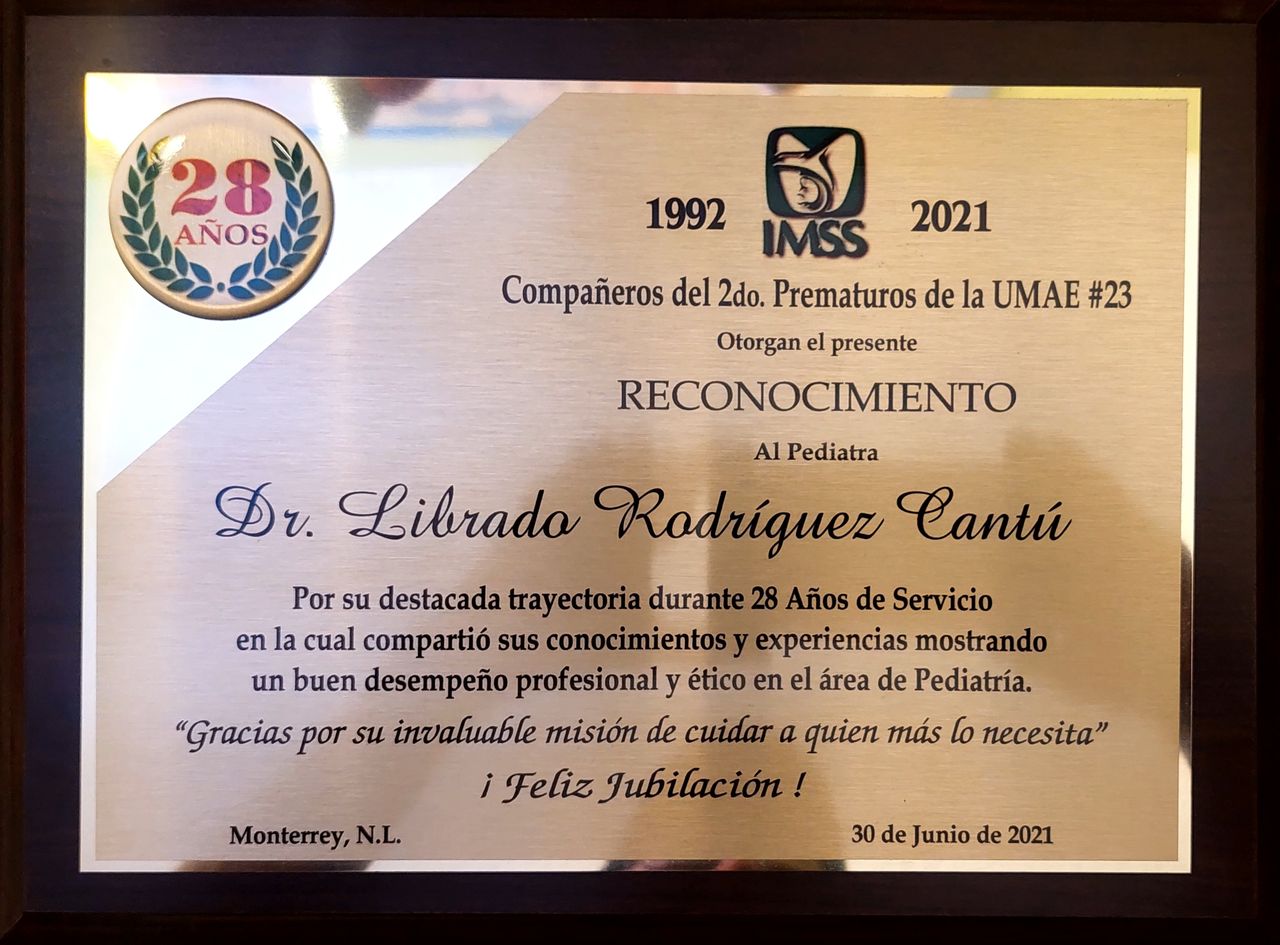 28
AÑOS
1992 IMSS 2021
Compañeros del 2do. Prematuros de la UMAE #23
Otorgan el presente
RECONOCIMIENTO
Al Pediatra
Dr. Librado Rodríguez Cantú
Por su destacada trayectoria durante 28 Años de Servicio
en la cual compartió sus conocimientos y experiencias mostrando
un buen desempeño profesional y ético en el área de Pediatría.
“Gracias por su invaluable misión de cuidar a quien más lo necesita”
¡ Feliz Jubilación !
Monterrey, N.L. 30 de Junio de 2021